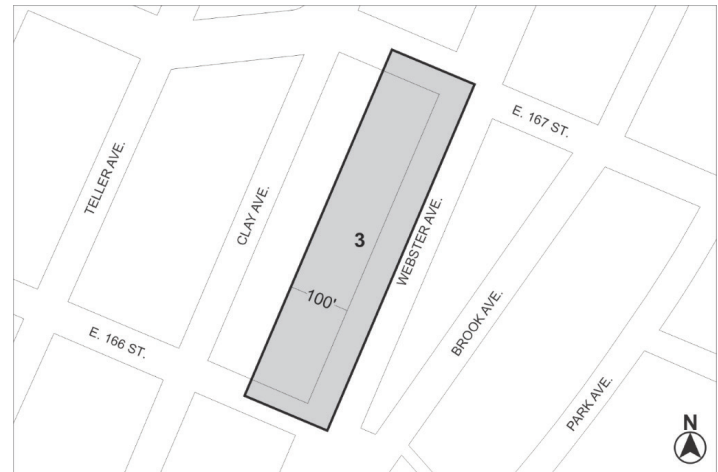 E. 167 ST.
TELLER AVE.
CLAY AVE.
WEBSTER AVE.
3
100'
BROOK AVE.
E. 166 ST.
PARK AVE.
N